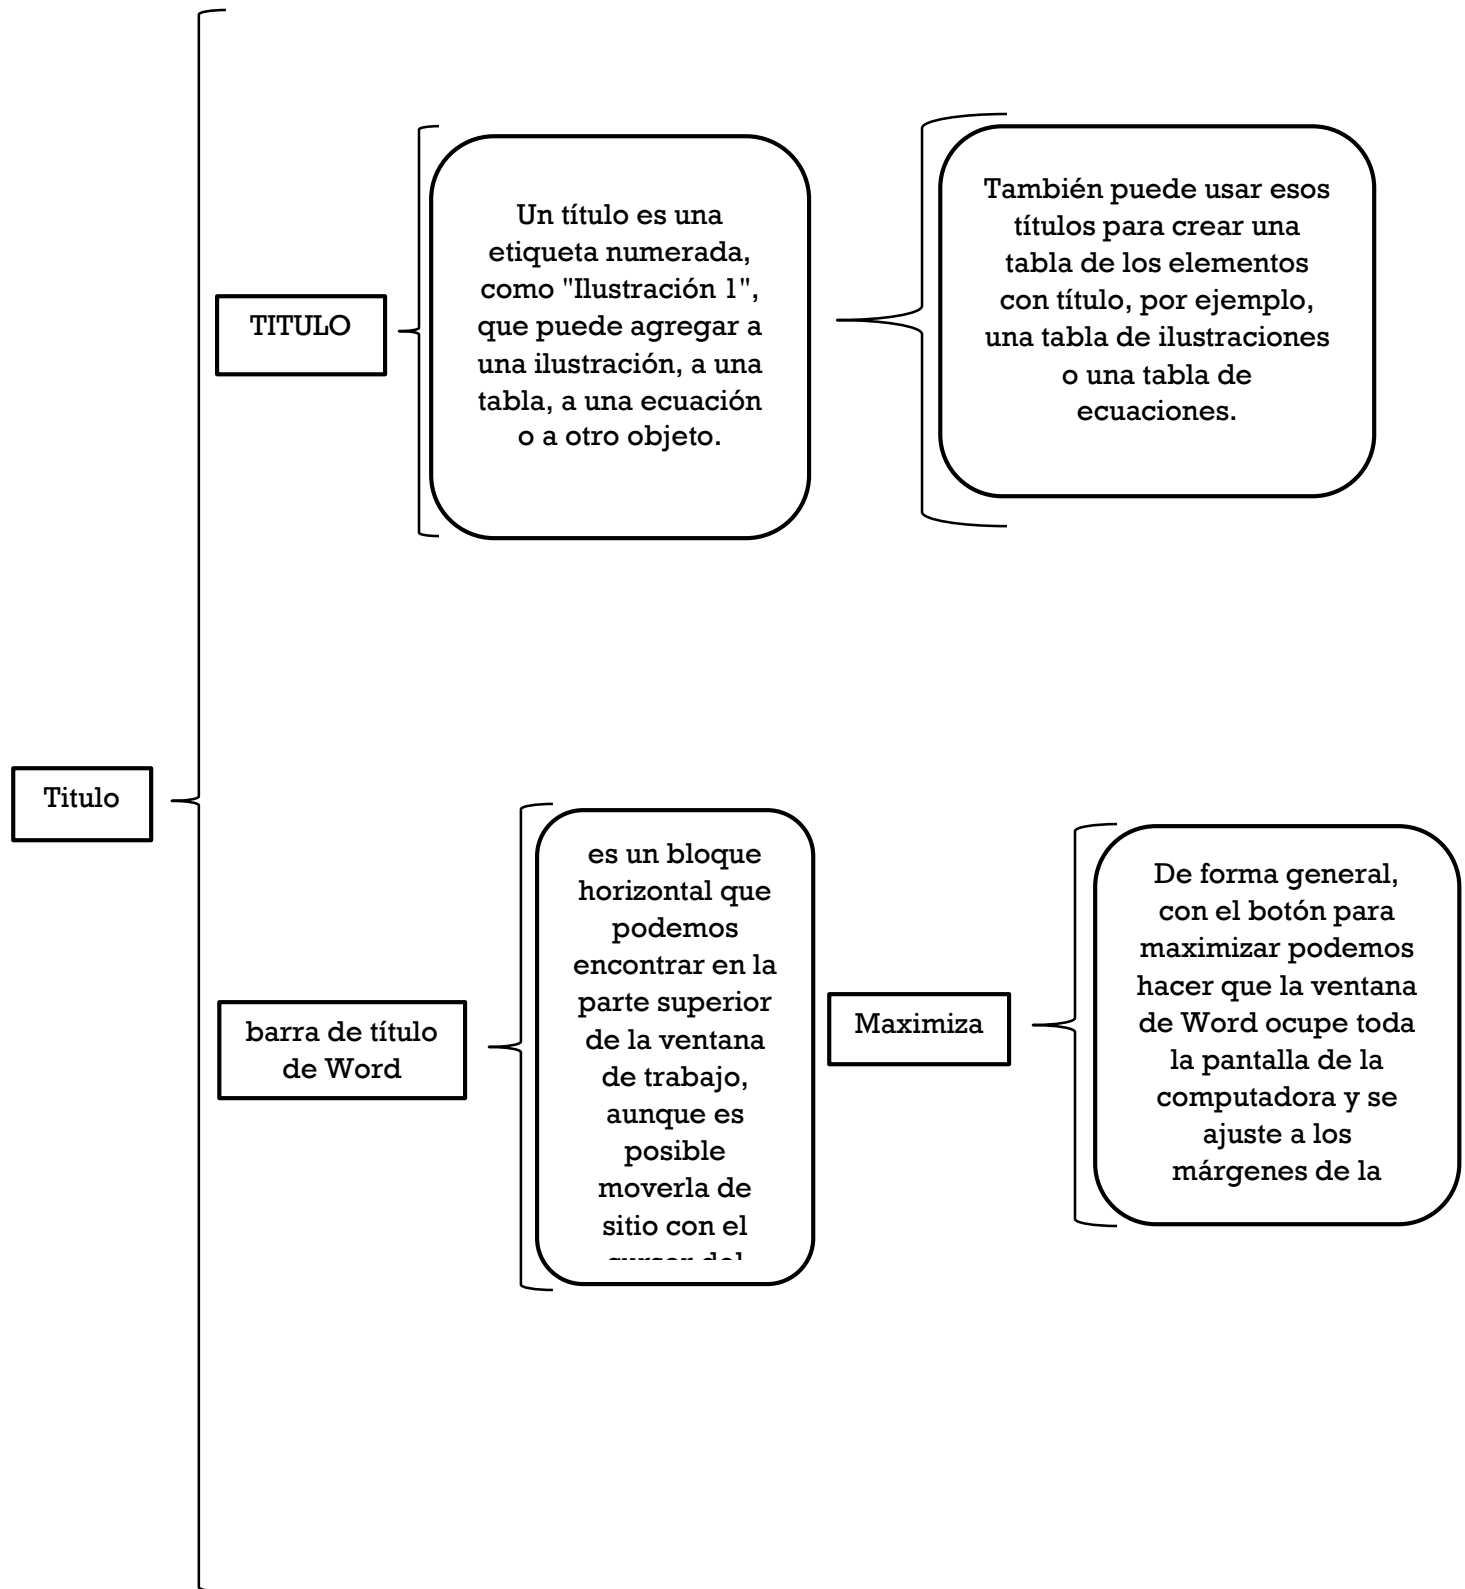 Titulo
TITULO
Un título es una
etiqueta numerada,
como "Ilustración 1",
que puede agregar a
una ilustración, a una
tabla, a una ecuación
o a otro objeto.
También puede usar esos
títulos para crear una
tabla de los elementos
con título, por ejemplo,
una tabla de ilustraciones
o una tabla de
ecuaciones.
barra de título
de Word
es un bloque
horizontal que
podemos
encontrar en la
parte superior
de la ventana
de trabajo,
aunque es
posible
moverla de
sitio con el
Maximiza
De forma general,
con el botón para
maximizar podemos
hacer que la ventana
de Word ocupe toda
la pantalla de la
computadora y se
ajuste a los
márgenes de la